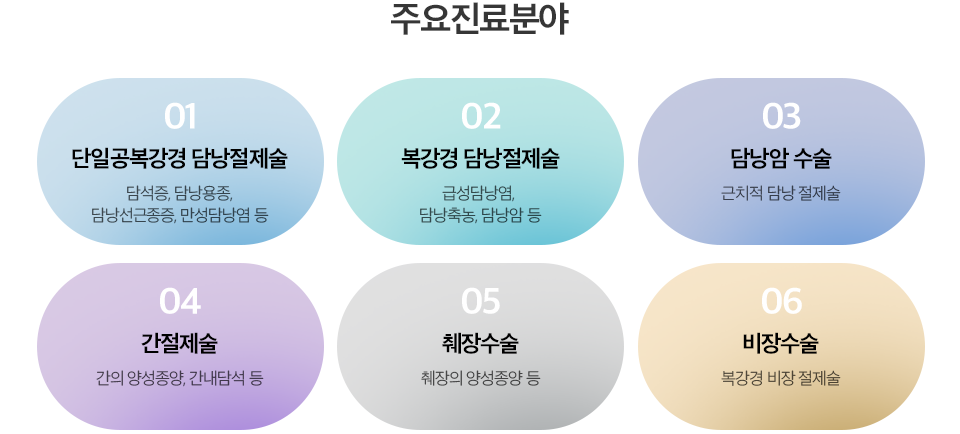 주요진료분야
01
단일공복강경 담낭절제술
담석증, 담낭용종,
담낭선근종증, 만성담낭염 등
02
복강경 담낭절제술
급성담낭염,
담낭축농, 담낭암 등
03
담낭암 수술
근치적 담낭 절제술
04
간절제술
간의 양성종양, 간내담석 등
05
췌장수술
췌장의 양성종양 등
06
비장수술
복강경 비장 절제술